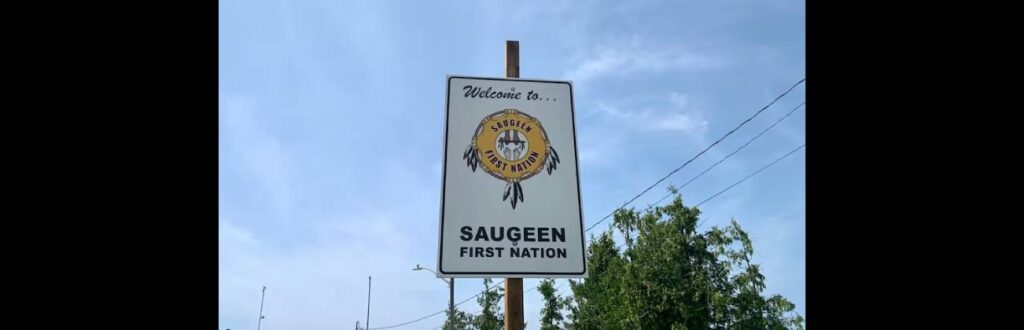 Welcome to...
SAUGEEN
FIRST NATION
SAUGEEN
FIRST NATION